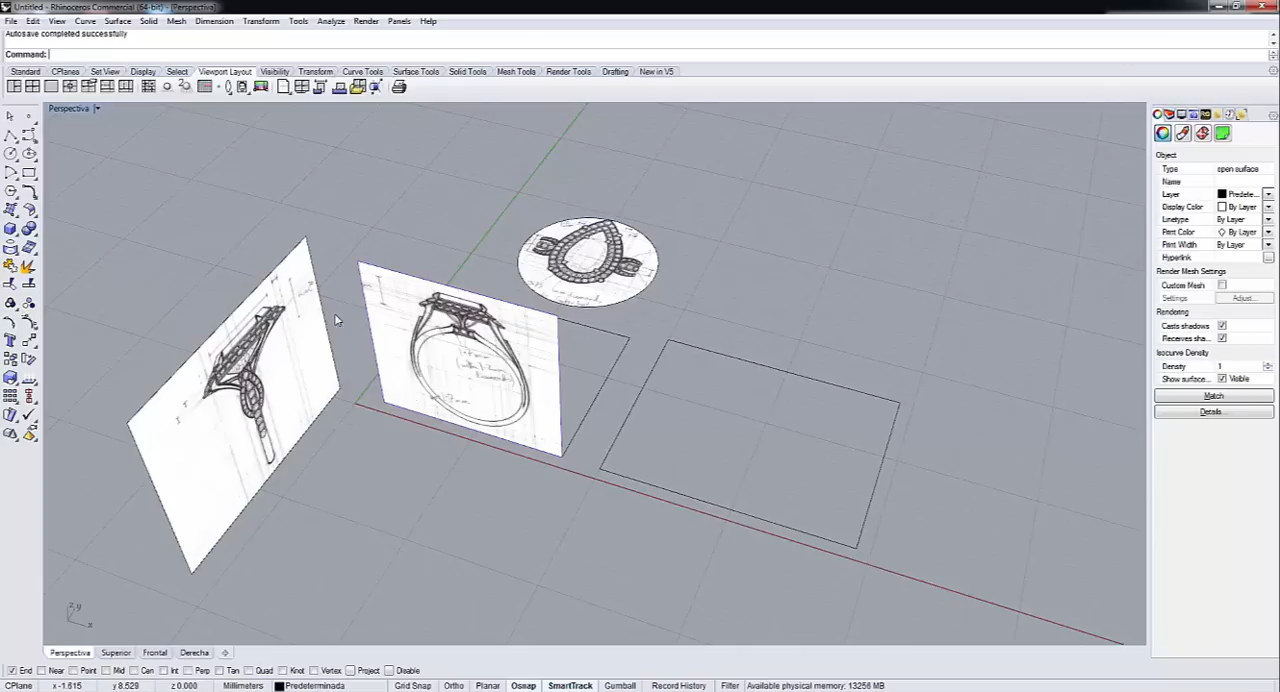 Untitled - Rhinoceros Commercial (64-bit) - [Perspectiva]
File Edit View Curve Surface Solid Mesh Dimension Transform Tools Analyze Render Panels Help
Autosave completed successfully
Command:
Standard CPlanes Set View Display Select Viewport Layout Visibility Transform Curve Tools Surface Tools Solid Tools Mesh Tools Render Tools Drafting New in V5
Perspectiva
Object
Type open surface
Name
Layer Predete...
Display Color By Layer
Linetype By Layer
Print Color By Layer
Print Width By Layer
Hyperlink ...
Render Mesh Settings
Custom Mesh
Settings Adjust...
Rendering
Casts shadows
Receives sha...
Isocurve Density
Density 1
Show surface... Visible
Match
Details...
z y
x
Perspectiva Superior Frontal Derecha
End Near Point Mid Cen Int Perp Tan Quad Knot Vertex Project Disable
CPlane x -1.615 y 8.529 z 0.000 Millimeters Predeterminada Grid Snap Ortho Planar Osnap SmartTrack Gumball Record History Filter Available physical memory: 13256 MB